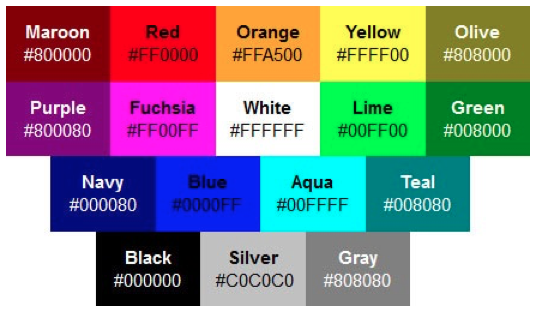 Maroon Red Orange Yellow Olive
#800000 #FF0000 #FFA500 #FFFF00 #808000
Purple Fuchsia White Lime Green
#800080 #FF00FF #FFFFFF #00FF00 #008000
Navy Blue Aqua Teal
#000080 #0000FF #00FFFF #008080
Black Silver Gray
#000000 #C0C0C0 #808080